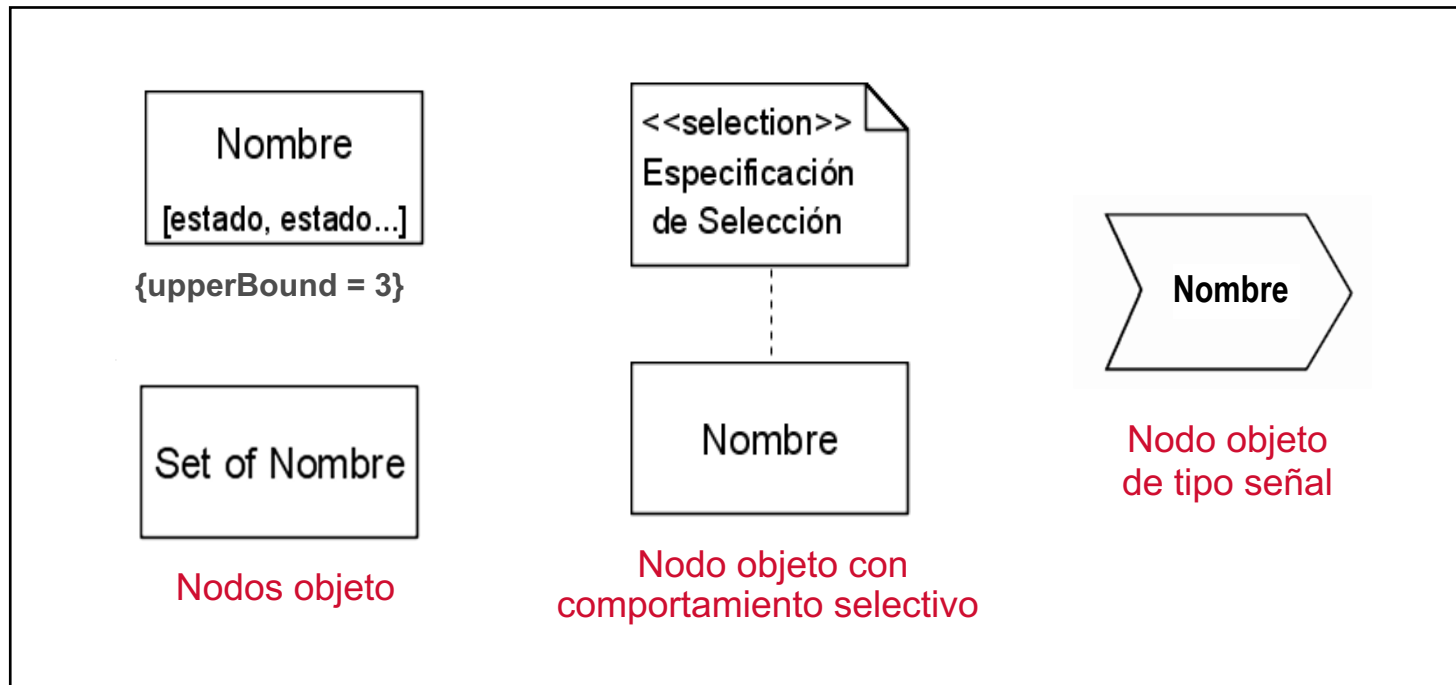 Nombre
[estado, estado...]
{upperBound = 3}
Set of Nombre
Nodos objeto
<<selection>>
Especificación
de Selección
Nombre
Nodo objeto con
comportamiento selectivo
Nombre
Nodo objeto
de tipo señal